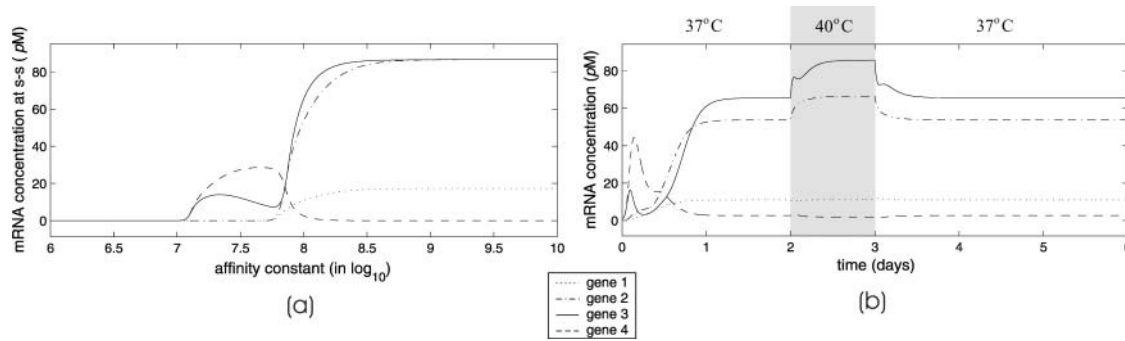 mRNA concentration at s-s ( pM)
80
60
40
20
0
6
6.5
7
7.5
8
8.5
9
9.5
10
affinity constant (in log10)
(a)
37°C
40°C
37°C
mRNA concentration (pM)
80
60
40
20
0
0
1
2
3
4
5
6
time (days)
(b)
gene 1
gene 2
gene 3
gene 4